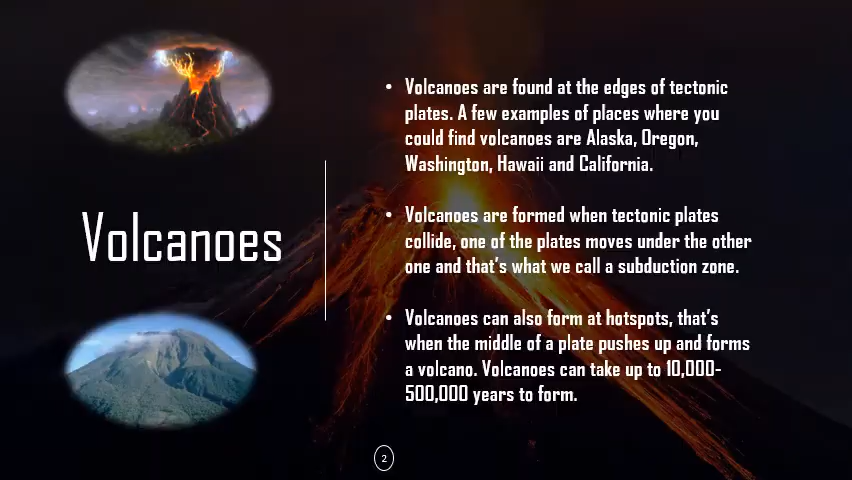 Volcanoes
• Volcanoes are found at the edges of tectonic
plates. A few examples of places where you
could find volcanoes are Alaska, Oregon,
Washington, Hawaii and California.
• Volcanoes are formed when tectonic plates
collide, one of the plates moves under the other
one and that's what we call a subduction zone.
• Volcanoes can also form at hotspots, that's
when the middle of a plate pushes up and forms
a volcano. Volcanoes can take up to 10,000-
500,000 years to form.
2